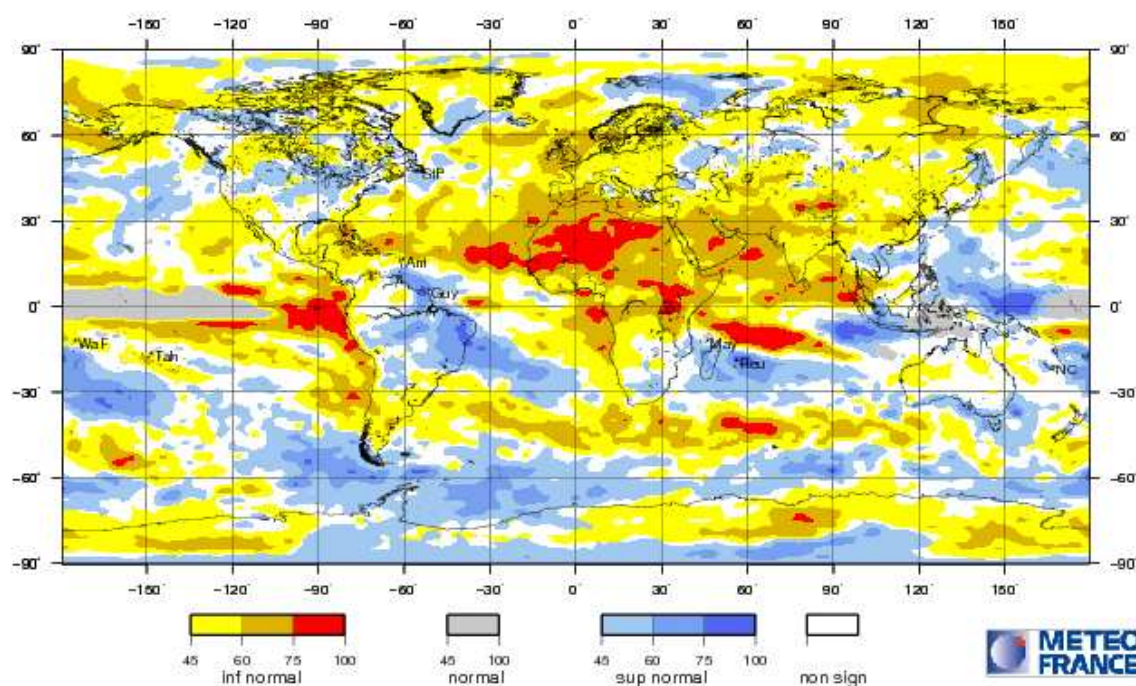 −150˚ −120˚ −90˚ −60˚ −30˚ 0˚ 30˚ 60˚ 90˚ 120˚ 150˚
90˚ 90˚
60˚ 60˚
StP
30˚ 30˚
Ant
Guy
0˚ 0˚
WaF Tah May Reu NC
−30˚ −30˚
−60˚ −60˚
−90˚ −90˚
−150˚ −120˚ −90˚ −60˚ −30˚ 0˚ 30˚ 60˚ 90˚ 120˚ 150˚
45 60 75 100 45 100 45 60 75 100
inf normal normal sup normal non sign
METEO
FRANCE